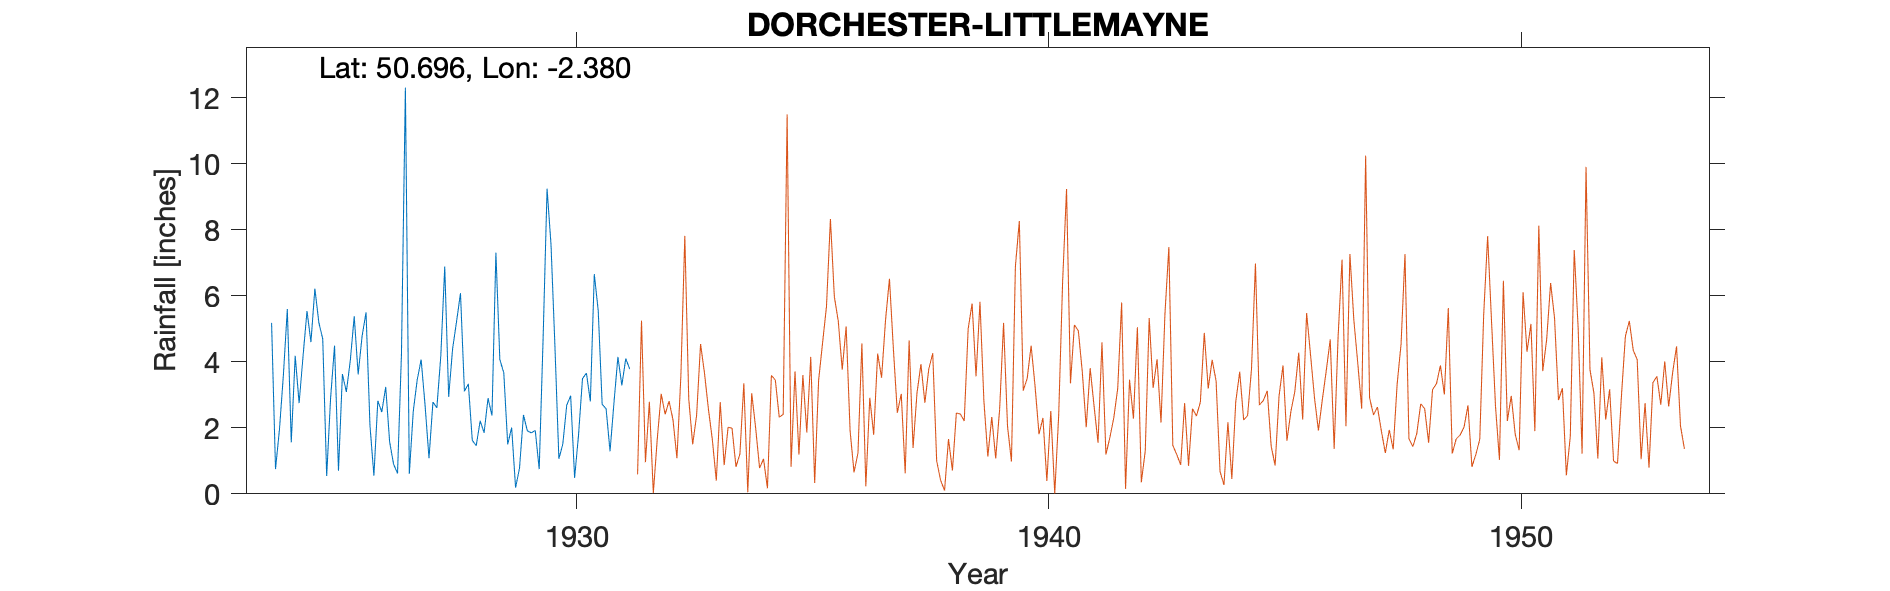 DORCHESTER-LITTLEMAYNE
Lat: 50.696, Lon: -2.380
12
10
8
6
4
2
0
Rainfall [inches]
1930
1940
1950
Year